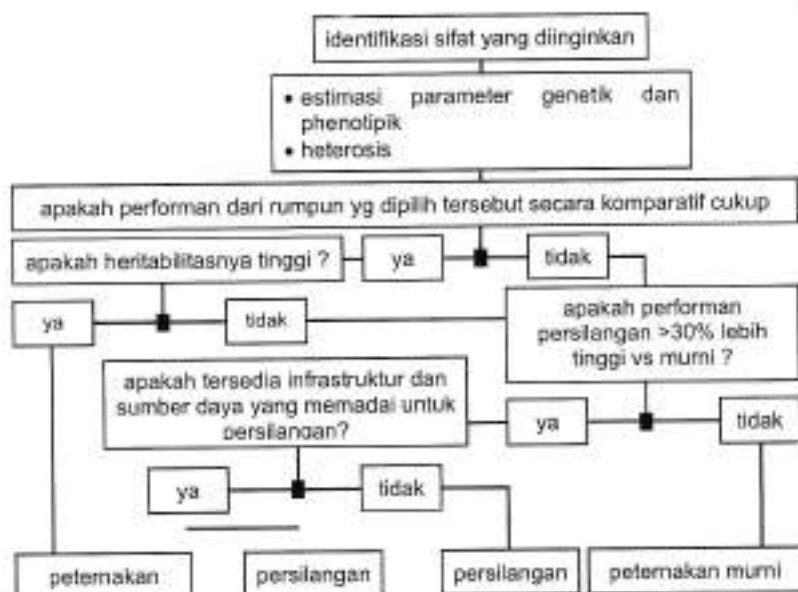 identifikasi sifat yang diinginkan
• estimasi parameter genetik dan
phenotipik
• heterosis
apakah performan dari rumpun yg dipilih tersebut secara komparatif cukup
apakah heritabilitasnya tinggi ?
ya
tidak
ya
tidak
apakah performan
persilangan >30% lebih
tinggi vs murni ?
apakah tersedia infrastruktur dan
sumber daya yang memadai untuk
persilangan?
ya
tidak
ya
tidak
peternakan
persilangan
persilangan
peternakan murni